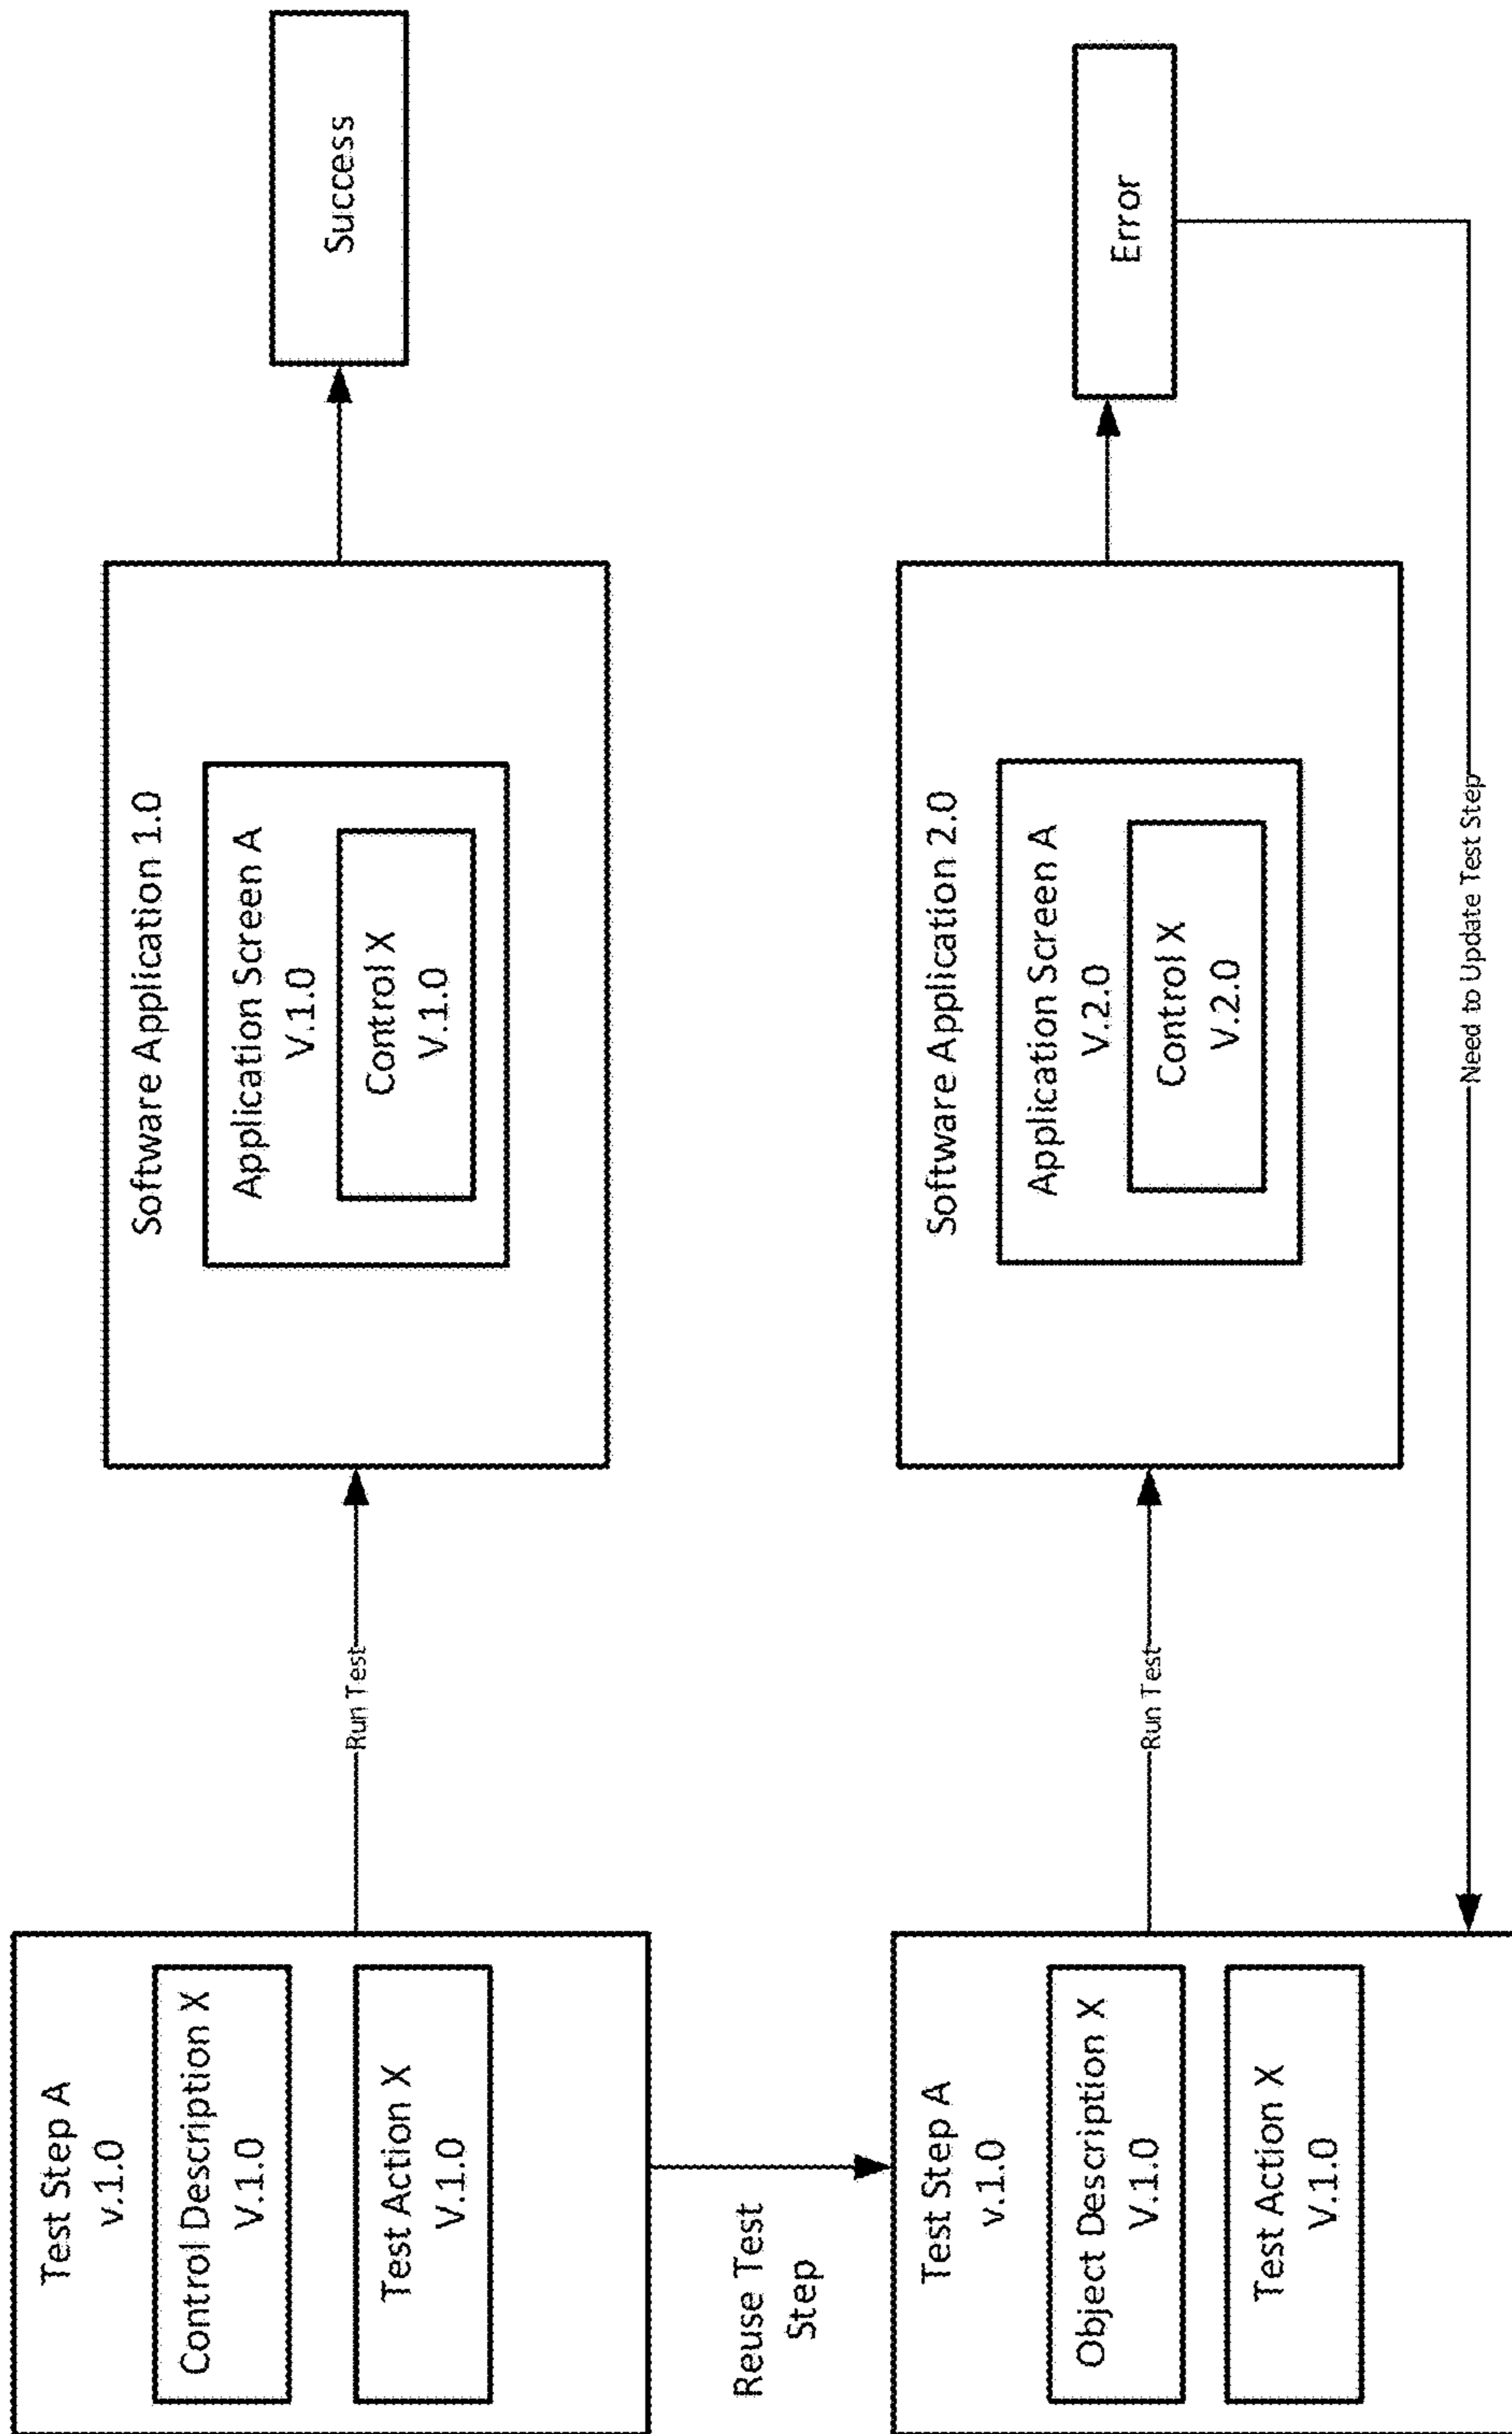 Test Step A
v.1.0
Control Description X
V.1.0
Test Action X
V.1.0
Run Test
Software Application 1.0
Application Screen A
V.1.0
Control X
V.1.0
Success
Reuse Test
Step
Test Step A
v.1.0
Object Description X
V.1.0
Test Action X
V.1.0
Run Test
Software Application 2.0
Application Screen A
V.2.0
Control X
V.2.0
Error
Need to Update Test Step